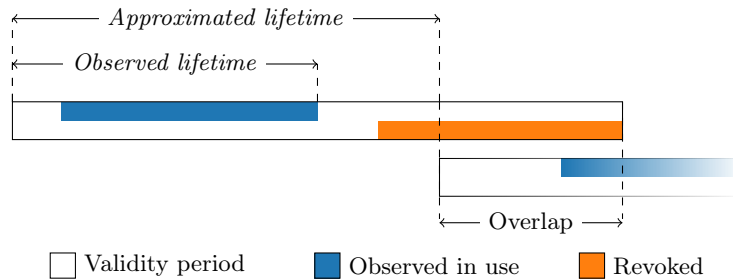 Approximated lifetime
Observed lifetime
Overlap
Validity period
Observed in use
Revoked